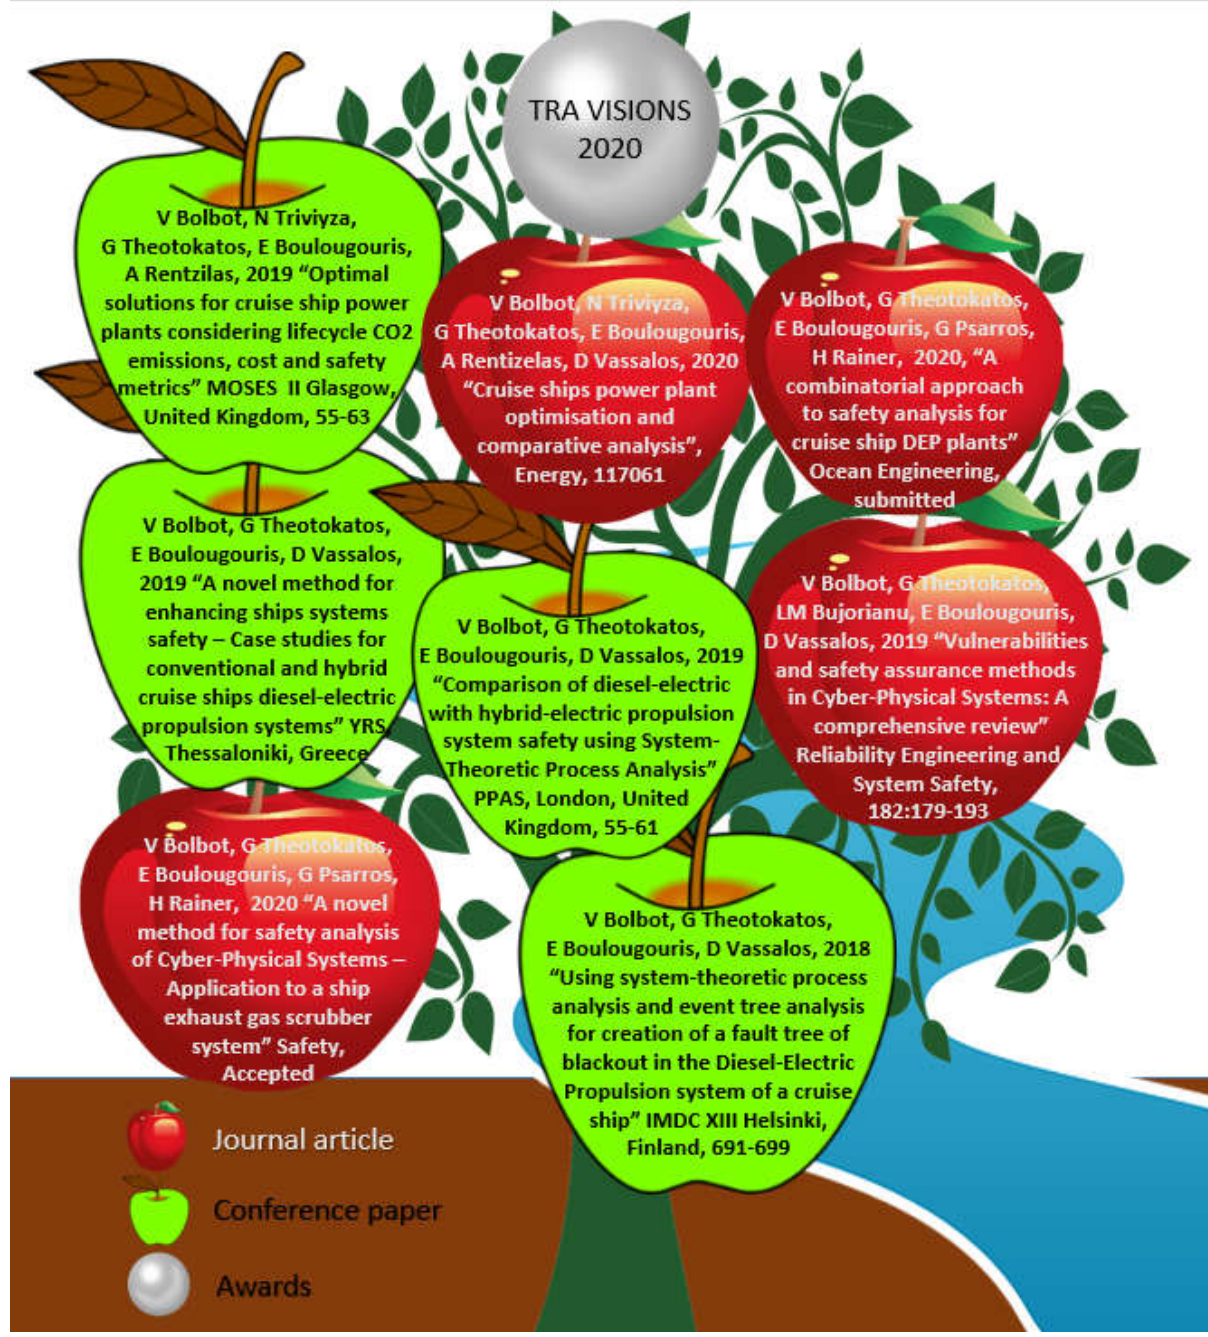 TRA VISIONS
2020
V Bolbot, N Triviyza,
G Theotokatos, E Boulougouris,
A Rentzilas, 2019 “Optimal
solutions for cruise ship power
plants considering lifecycle CO2
emissions, cost and safety
metrics” MOSES II Glasgow,
United Kingdom, 55-63
V Bolbot, N Triviyza,
G Theotokatos, E Boulougouris,
A Rentizelas, D Vassalos, 2020
“Cruise ships power plant
optimisation and
comparative analysis”,
Energy, 117061
V Bolbot, G Theotokatos,
E Boulougouris, G Psarros,
H Rainer, 2020, “A
combinatorial approach
to safety analysis for
cruise ship DEP plants”
Ocean Engineering,
submitted
V Bolbot, G Theotokatos,
E Boulougouris, D Vassalos,
2019 “A novel method for
enhancing ships systems
safety – Case studies for
conventional and hybrid
cruise ships diesel-electric
propulsion systems” YRS,
Thessaloniki, Greece
V Bolbot, G Theotokatos,
E Boulougouris, D Vassalos, 2019
“Comparison of diesel-electric
with hybrid-electric propulsion
system safety using System-
Theoretic Process Analysis”
PPAS, London, United
Kingdom, 55-61
V Bolbot, G Theotokatos,
LM Bujorianu, E Boulougouris,
D Vassalos, 2019 “Vulnerabilities
and safety assurance methods
in Cyber-Physical Systems: A
comprehensive review”
Reliability Engineering and
System Safety,
182:179-193
V Bolbot, G Theotokatos,
E Boulougouris, G Psarros,
H Rainer, 2020 “A novel
method for safety analysis
of Cyber-Physical Systems –
Application to a ship
exhaust gas scrubber
system” Safety,
Accepted
V Bolbot, G Theotokatos,
E Boulougouris, D Vassalos, 2018
“Using system-theoretic process
analysis and event tree analysis
for creation of a fault tree of
blackout in the Diesel-Electric
Propulsion system of a cruise
ship” IMDC XIII Helsinki,
Finland, 691-699
Journal article
Conference paper
Awards